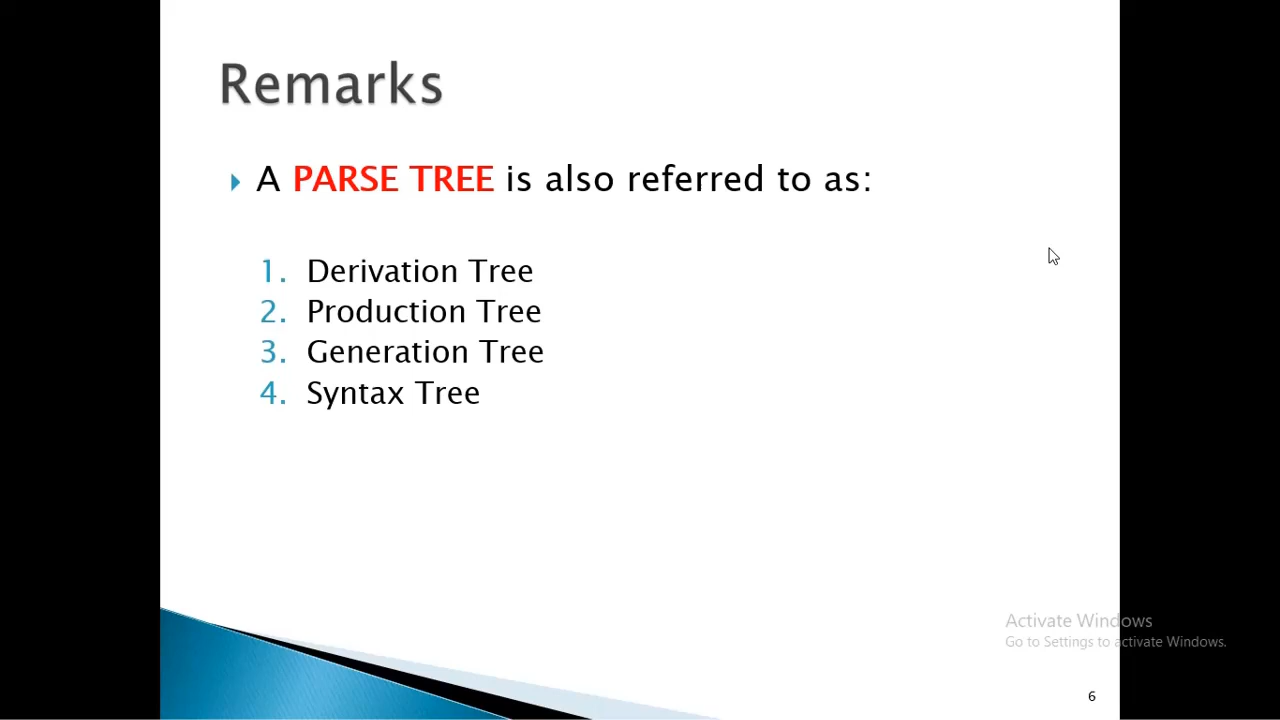 Remarks
A PARSE TREE is also referred to as:
1. Derivation Tree
2. Production Tree
3. Generation Tree
4. Syntax Tree
Activate Windows
Go to Settings to activate Windows.
6